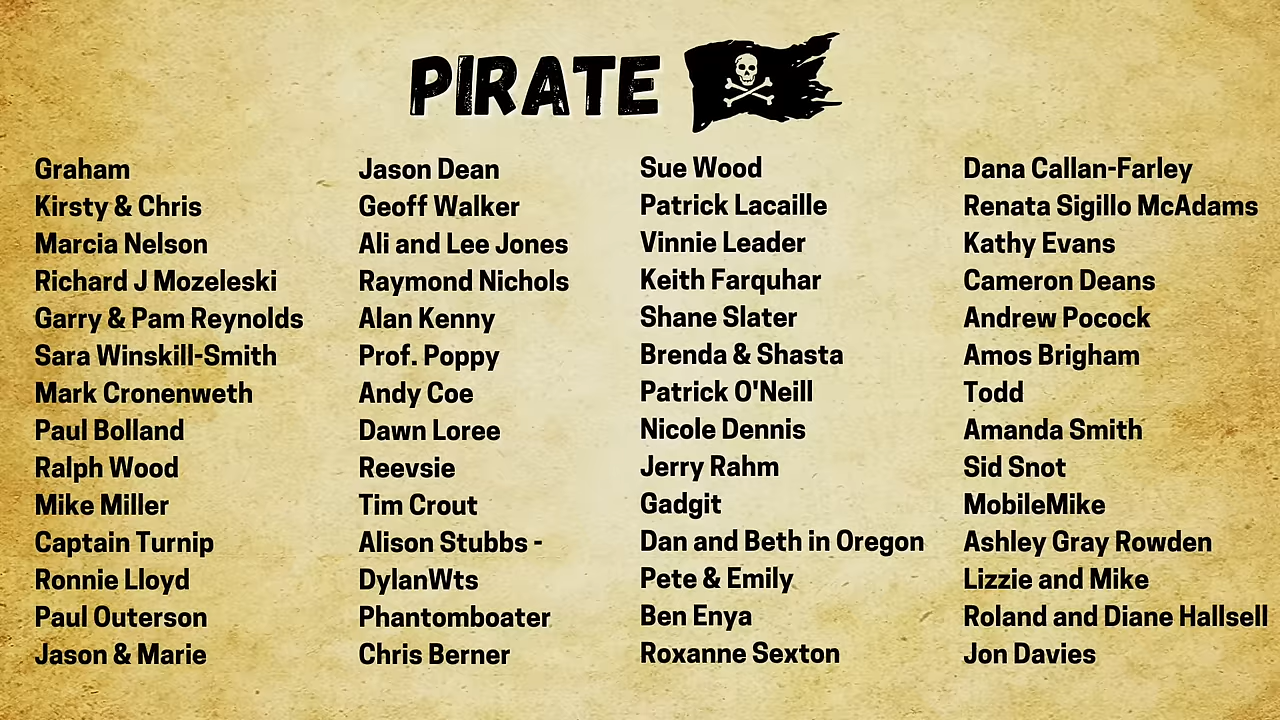 PIRATE
Graham
Kirsty & Chris
Marcia Nelson
Richard J Mozeleski
Garry & Pam Reynolds
Sara Winskill-Smith
Mark Cronenweth
Paul Bolland
Ralph Wood
Mike Miller
Captain Turnip
Ronnie Lloyd
Paul Outerson
Jason & Marie
Jason Dean
Geoff Walker
Ali and Lee Jones
Raymond Nichols
Alan Kenny
Prof. Poppy
Andy Coe
Dawn Loree
Reevsie
Tim Crout
Alison Stubbs -
DylanWts
Phantomboater
Chris Berner
Sue Wood
Patrick Lacaille
Vinnie Leader
Keith Farquhar
Shane Slater
Brenda & Shasta
Patrick O'Neill
Nicole Dennis
Jerry Rahm
Gadgit
Dan and Beth in Oregon
Pete & Emily
Ben Enya
Roxanne Sexton
Dana Callan-Farley
Renata Sigillo McAdams
Kathy Evans
Cameron Deans
Andrew Pocock
Amos Brigham
Todd
Amanda Smith
Sid Snot
MobileMike
Ashley Gray Rowden
Lizzie and Mike
Roland and Diane Hallsell
Jon Davies